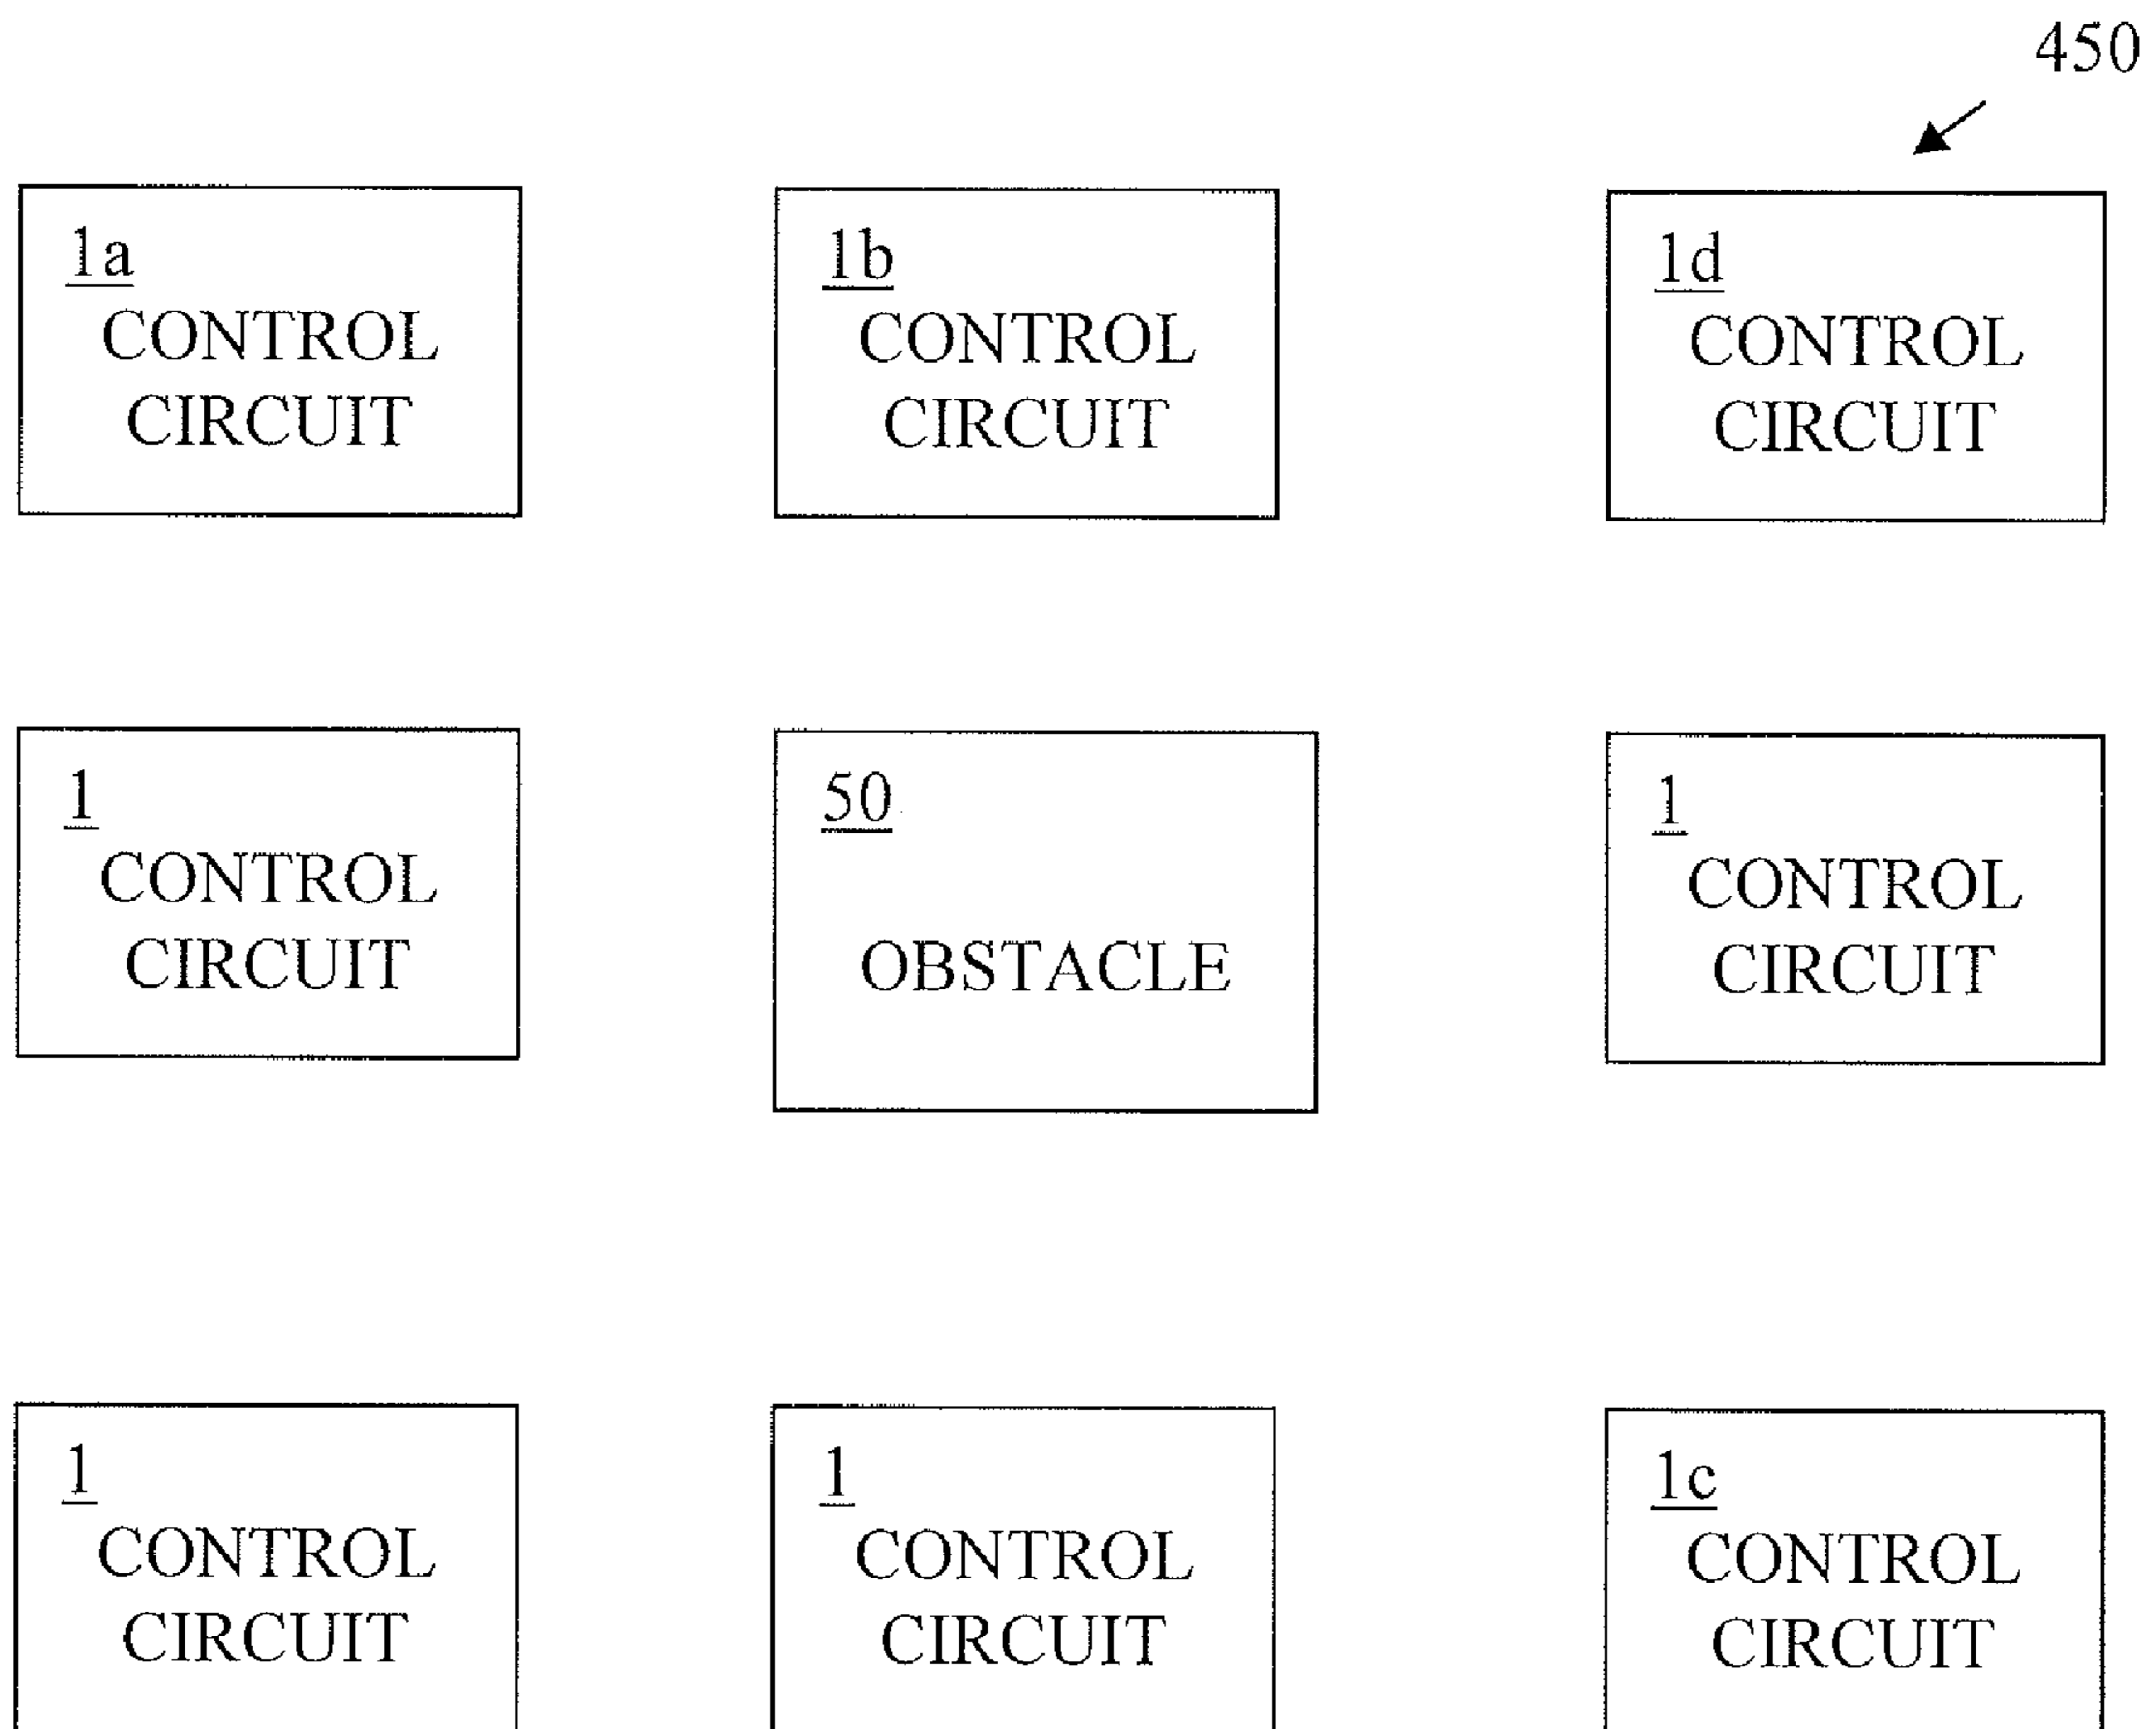 450
1a
CONTROL
CIRCUIT
1b
CONTROL
CIRCUIT
1d
CONTROL
CIRCUIT
1
CONTROL
CIRCUIT
50
OBSTACLE
1
CONTROL
CIRCUIT
1
CONTROL
CIRCUIT
1
CONTROL
CIRCUIT
1c
CONTROL
CIRCUIT